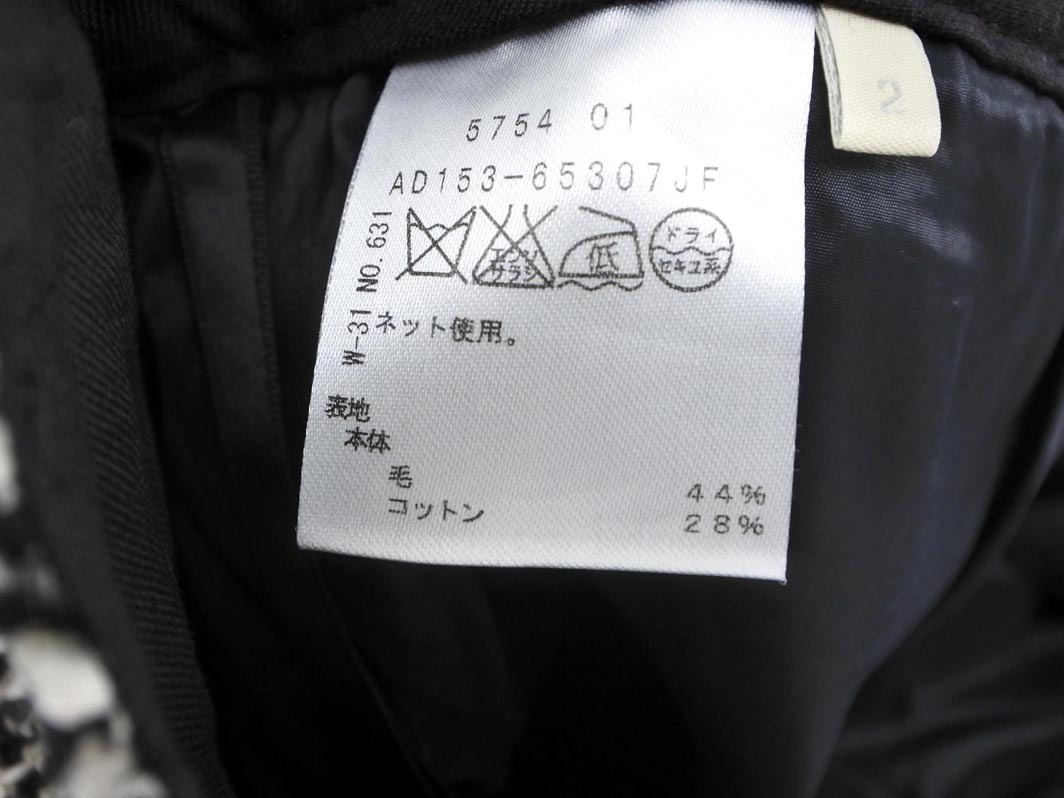 2
5754 01
AD153-65307JF
エンソ
サラシ
低
ドライ
セキユ系
W-31 NO.631
ネット使用。
表地
本体
毛 44%
コットン 28%